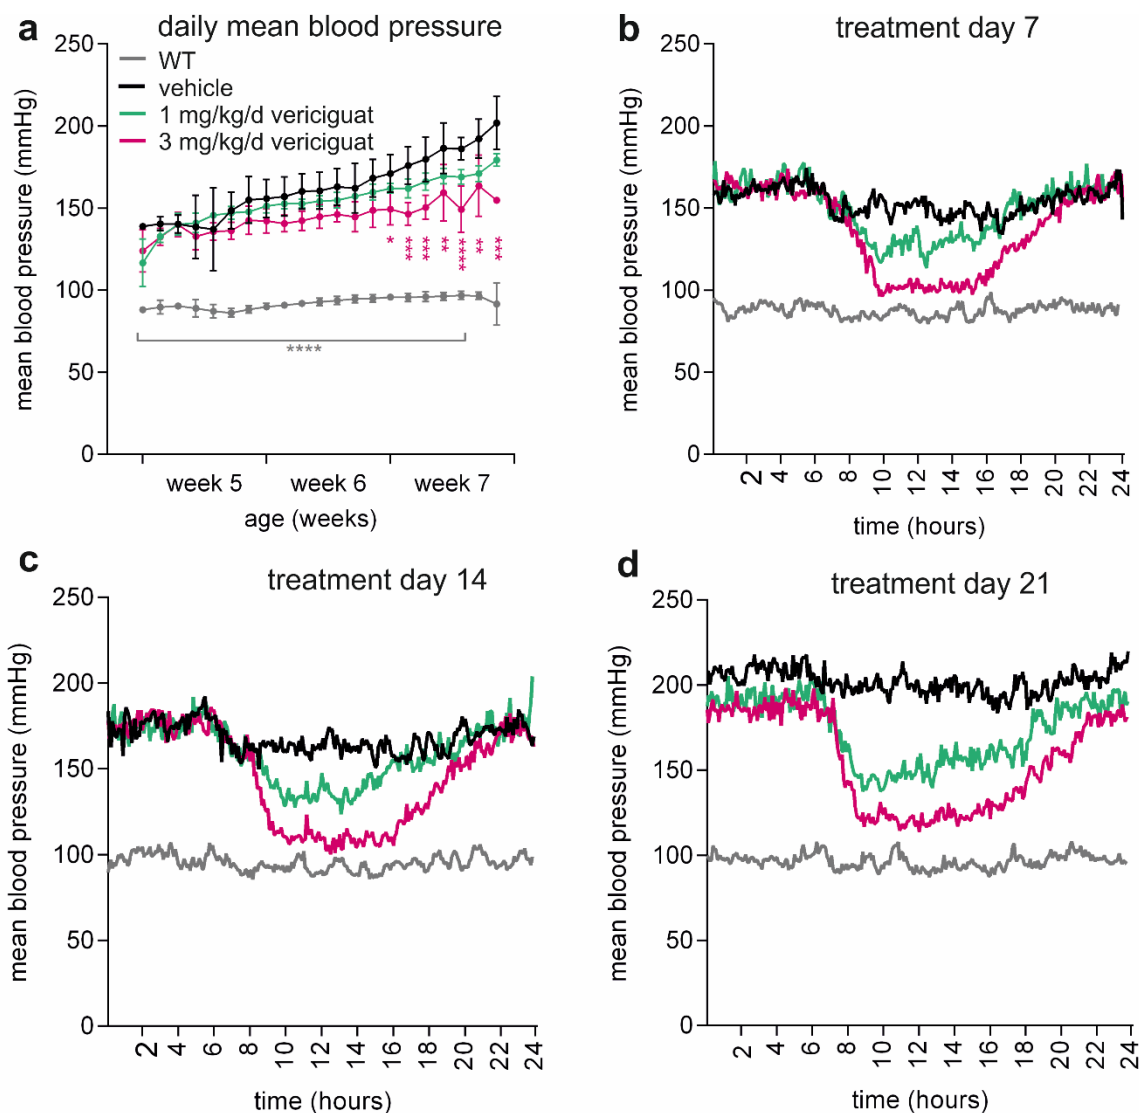 a
daily mean blood pressure
WT
vehicle
1 mg/kg/d vericiguat
3 mg/kg/d vericiguat
mean blood pressure (mmHg)
250
200
150
100
50
0
*
***
***
**
****
**
***
****
week 5
week 6
week 7
age (weeks)
b
treatment day 7
mean blood pressure (mmHg)
250
200
150
100
50
0
2
4
6
8
10
12
14
16
18
20
22
24
time (hours)
c
treatment day 14
mean blood pressure (mmHg)
250
200
150
100
50
0
2
4
6
8
10
12
14
16
18
20
22
24
time (hours)
d
treatment day 21
mean blood pressure (mmHg)
250
200
150
100
50
0
2
4
6
8
10
12
14
16
18
20
22
24
time (hours)